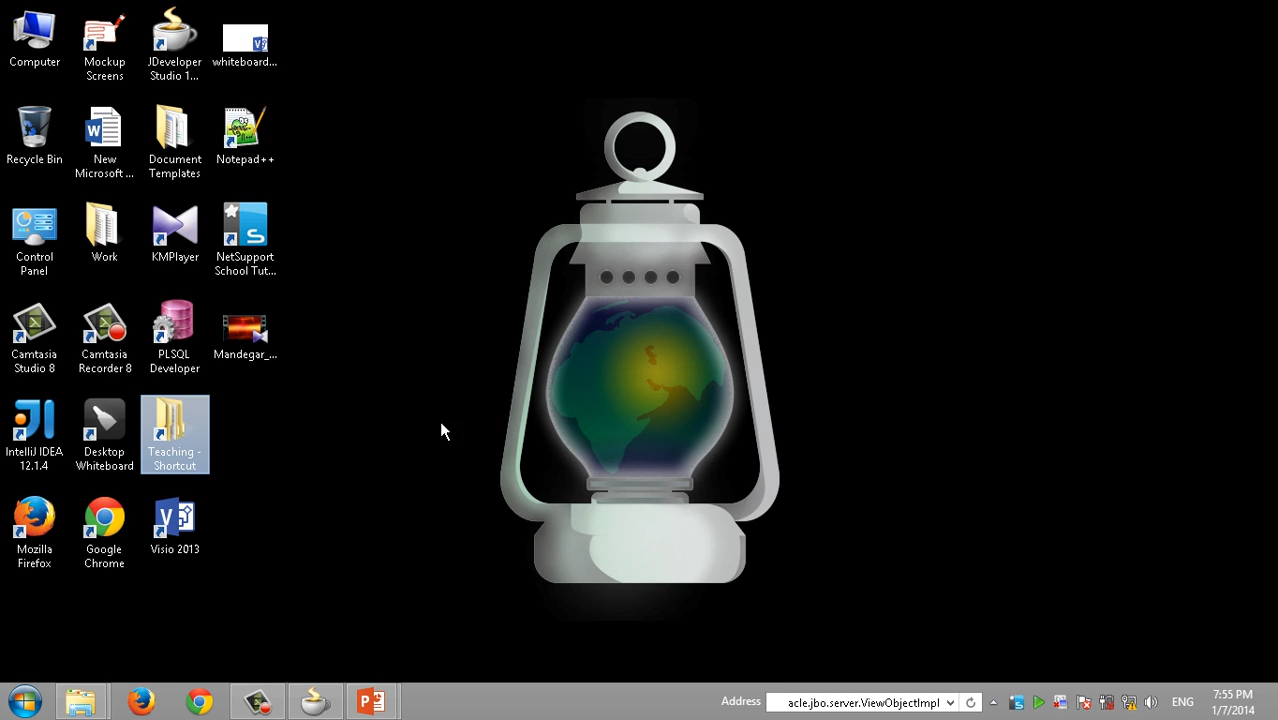 Computer
Mockup
Screens
JDeveloper
Studio 1...
whiteboard...
Recycle Bin
New
Microsoft ...
Document
Templates
Notepad++
Control
Panel
Work
KMPlayer
NetSupport
School Tut...
Camtasia
Studio 8
Camtasia
Recorder 8
PLSQL
Developer
Mandegar_...
IntelliJ IDEA
12.1.4
Desktop
Whiteboard
Teaching -
Shortcut
Mozilla
Firefox
Google
Chrome
Visio 2013
Address
acle.jbo.server.ViewObjectImpl
ENG
7:55 PM
1/7/2014